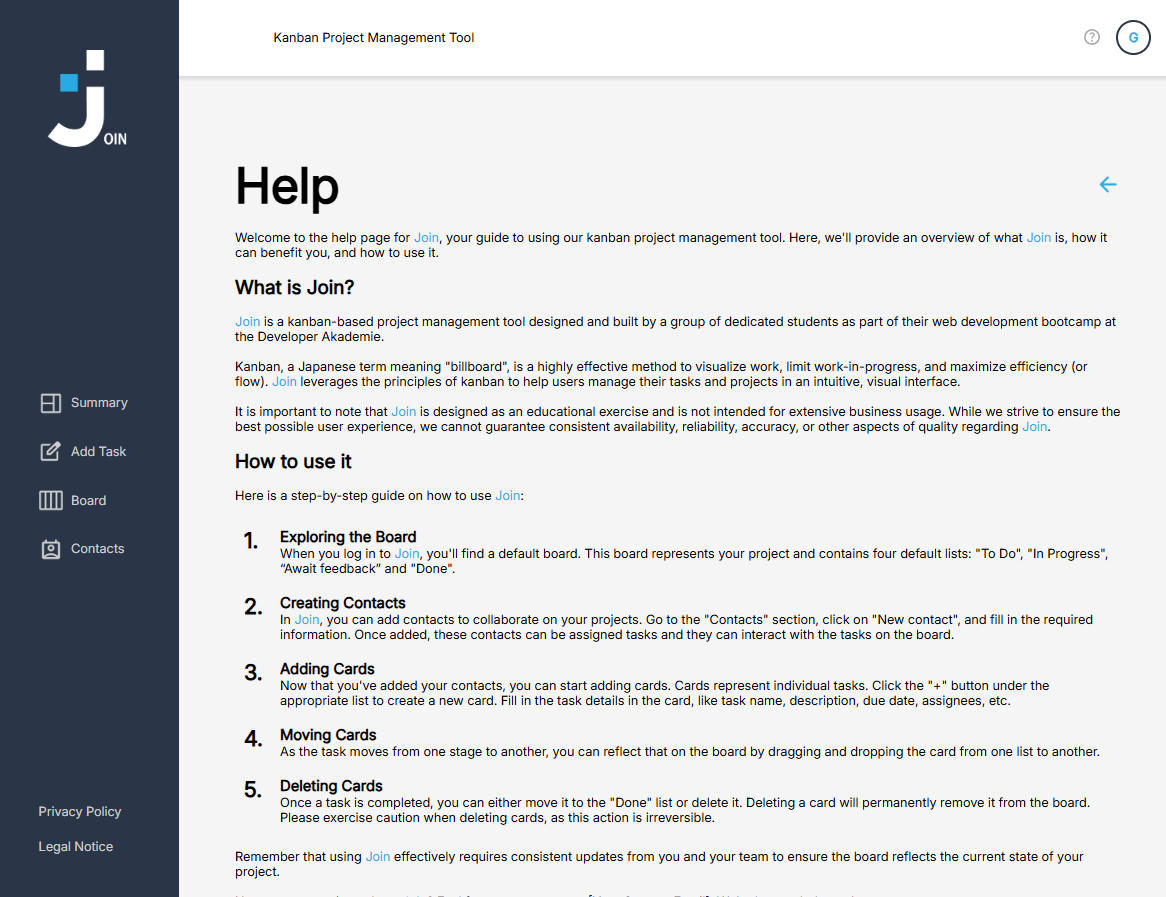 Kanban Project Management Tool
G
OIN
Help
Welcome to the help page for Join, your guide to using our kanban project management tool. Here, we'll provide an overview of what Join is, how it
can benefit you, and how to use it.
What is Join?
Join is a kanban-based project management tool designed and built by a group of dedicated students as part of their web development bootcamp at
the Developer Akademie.
Kanban, a Japanese term meaning "billboard", is a highly effective method to visualize work, limit work-in-progress, and maximize efficiency (or
flow). Join leverages the principles of kanban to help users manage their tasks and projects in an intuitive, visual interface.
It is important to note that Join is designed as an educational exercise and is not intended for extensive business usage. While we strive to ensure the
best possible user experience, we cannot guarantee consistent availability, reliability, accuracy, or other aspects of quality regarding Join.
How to use it
Here is a step-by-step guide on how to use Join:
1. Exploring the Board
When you log in to Join, you'll find a default board. This board represents your project and contains four default lists: "To Do", "In Progress",
“Await feedback” and "Done".
2. Creating Contacts
In Join, you can add contacts to collaborate on your projects. Go to the "Contacts" section, click on "New contact", and fill in the required
information. Once added, these contacts can be assigned tasks and they can interact with the tasks on the board.
3. Adding Cards
Now that you've added your contacts, you can start adding cards. Cards represent individual tasks. Click the "+" button under the
appropriate list to create a new card. Fill in the task details in the card, like task name, description, due date, assignees, etc.
4. Moving Cards
As the task moves from one stage to another, you can reflect that on the board by dragging and dropping the card from one list to another.
5. Deleting Cards
Once a task is completed, you can either move it to the "Done" list or delete it. Deleting a card will permanently remove it from the board.
Please exercise caution when deleting cards, as this action is irreversible.
Remember that using Join effectively requires consistent updates from you and your team to ensure the board reflects the current state of your
project.
Summary
Add Task
Board
Contacts
Privacy Policy
Legal Notice